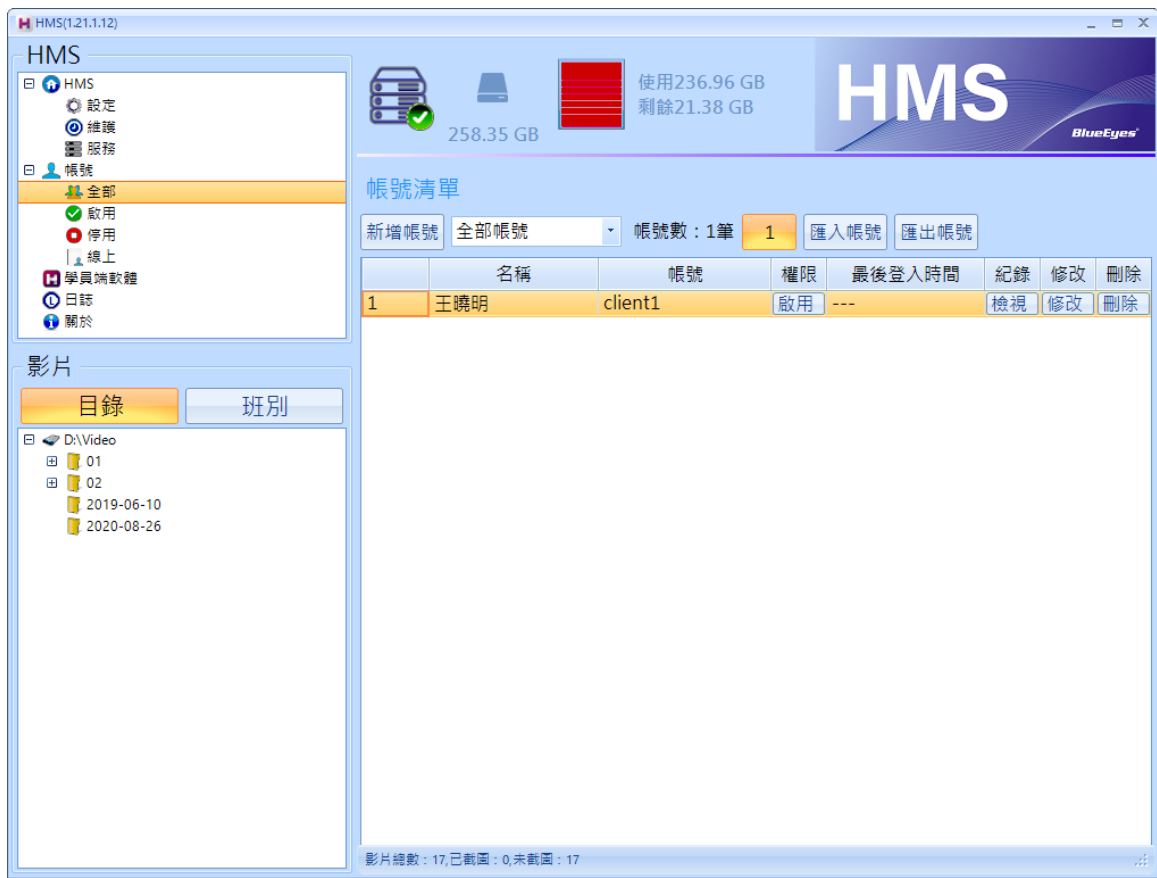 HMS(1.21.1.12)
HMS
HMS
設定
維護
服務
帳號
全部
啟用
停用
線上
學員端軟體
日誌
關於
影片
目錄 班別
D:\Video
01
02
2019-06-10
2020-08-26
258.35 GB
使用236.96 GB
剩餘21.38 GB
HMS
BlueEyes
帳號清單
新增帳號 全部帳號 帳號數：1筆 1 匯入帳號 匯出帳號
名稱 帳號 權限 最後登入時間 紀錄 修改 刪除
1 王曉明 client1 啟用 --- 檢視 修改 刪除
影片總數：17,已截圖：0,未截圖：17